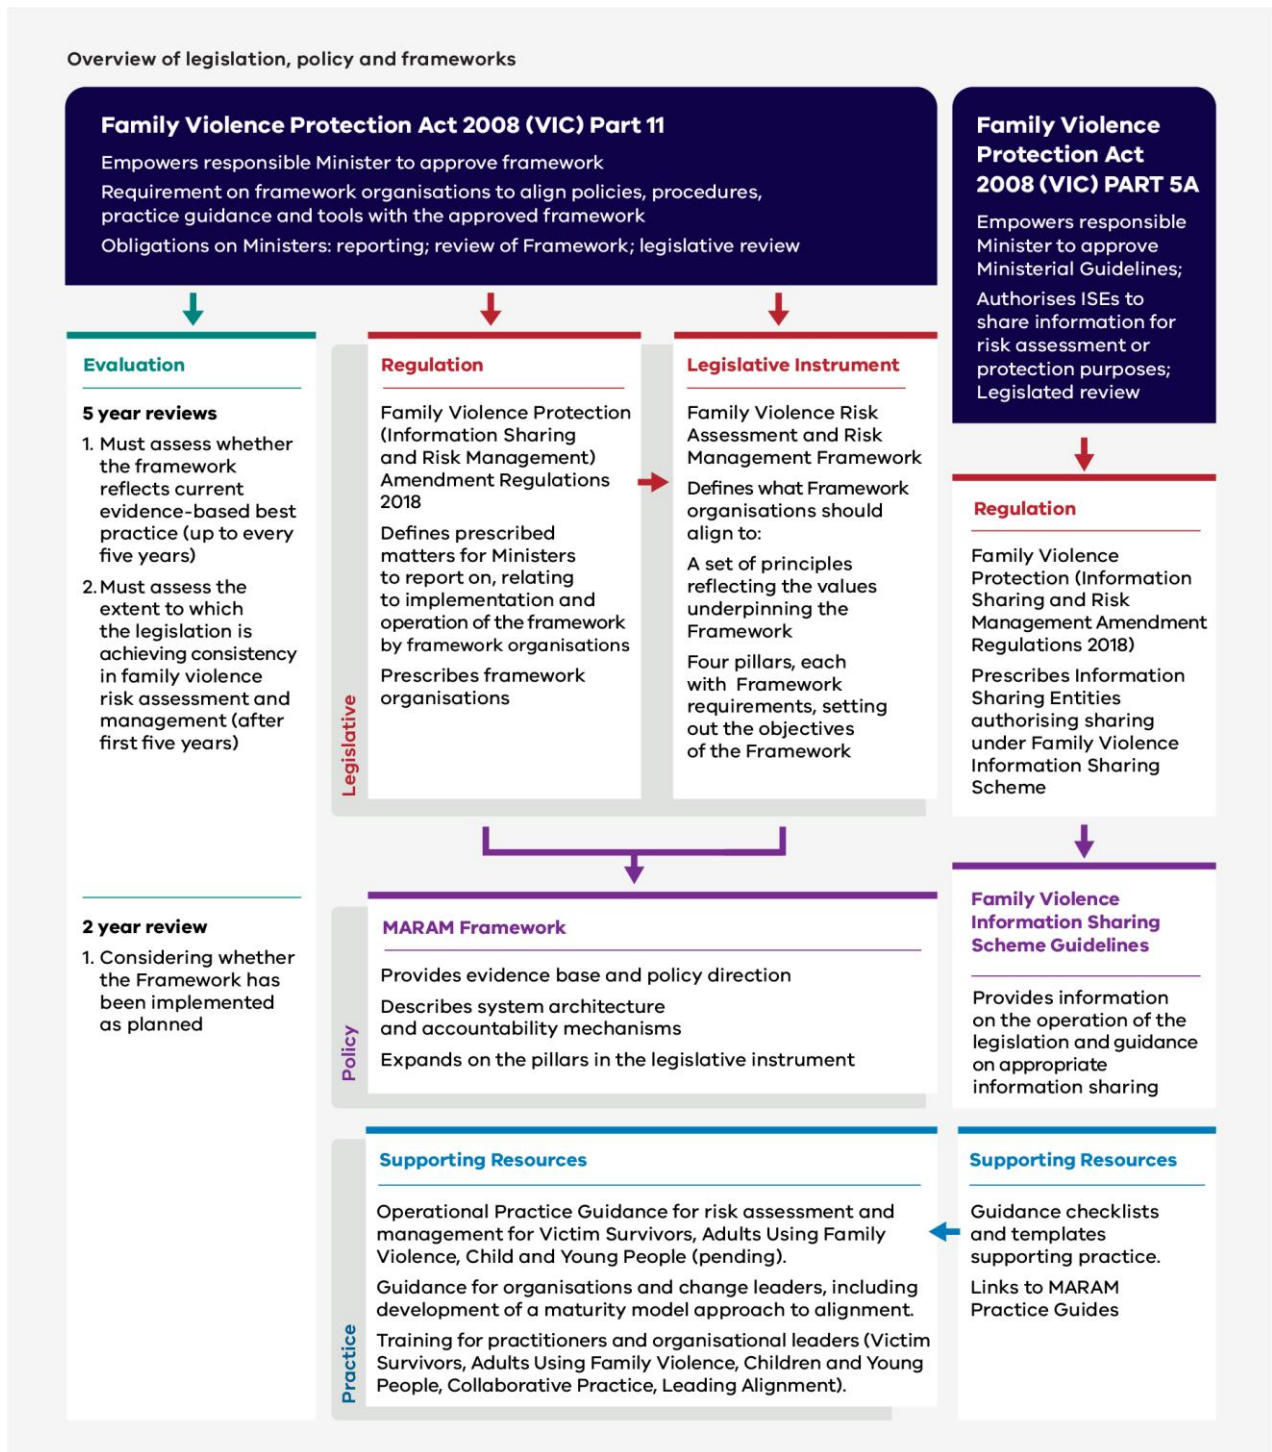 Overview of legislation, policy and frameworks
Family Violence Protection Act 2008 (VIC) Part 11
Empowers responsible Minister to approve framework
Requirement on framework organisations to align policies, procedures,
practice guidance and tools with the approved framework
Obligations on Ministers: reporting; review of Framework; legislative review
Family Violence
Protection Act
2008 (VIC) PART 5A
Empowers responsible
Minister to approve
Ministerial Guidelines;
Authorises ISEs to
share information for
risk assessment or
protection purposes;
Legislated review
Evaluation
5 year reviews
1. Must assess whether
the framework
reflects current
evidence-based best
practice (up to every
five years)
2. Must assess the
extent to which
the legislation is
achieving consistency
in family violence
risk assessment and
management (after
first five years)
2 year review
1. Considering whether
the Framework has
been implemented
as planned
Legislative
Regulation
Family Violence Protection
(Information Sharing
and Risk Management)
Amendment Regulations
2018
Defines prescribed
matters for Ministers
to report on, relating
to implementation and
operation of the framework
by framework organisations
Prescribes framework
organisations
Legislative Instrument
Family Violence Risk
Assessment and Risk
Management Framework
Defines what Framework
organisations should
align to:
A set of principles
reflecting the values
underpinning the
Framework
Four pillars, each
with Framework
requirements, setting
out the objectives
of the Framework
Regulation
Family Violence
Protection (Information
Sharing and Risk
Management Amendment
Regulations 2018)
Prescribes Information
Sharing Entities
authorising sharing
under Family Violence
Information Sharing
Scheme
Policy
MARAM Framework
Provides evidence base and policy direction
Describes system architecture
and accountability mechanisms
Expands on the pillars in the legislative instrument
Family Violence
Information Sharing
Scheme Guidelines
Provides information
on the operation of the
legislation and guidance
on appropriate
information sharing
Practice
Supporting Resources
Operational Practice Guidance for risk assessment and
management for Victim Survivors, Adults Using Family
Violence, Child and Young People (pending).
Guidance for organisations and change leaders, including
development of a maturity model approach to alignment.
Training for practitioners and organisational leaders (Victim
Survivors, Adults Using Family Violence, Children and Young
People, Collaborative Practice, Leading Alignment).
Supporting Resources
Guidance checklists
and templates
supporting practice.
Links to MARAM
Practice Guides